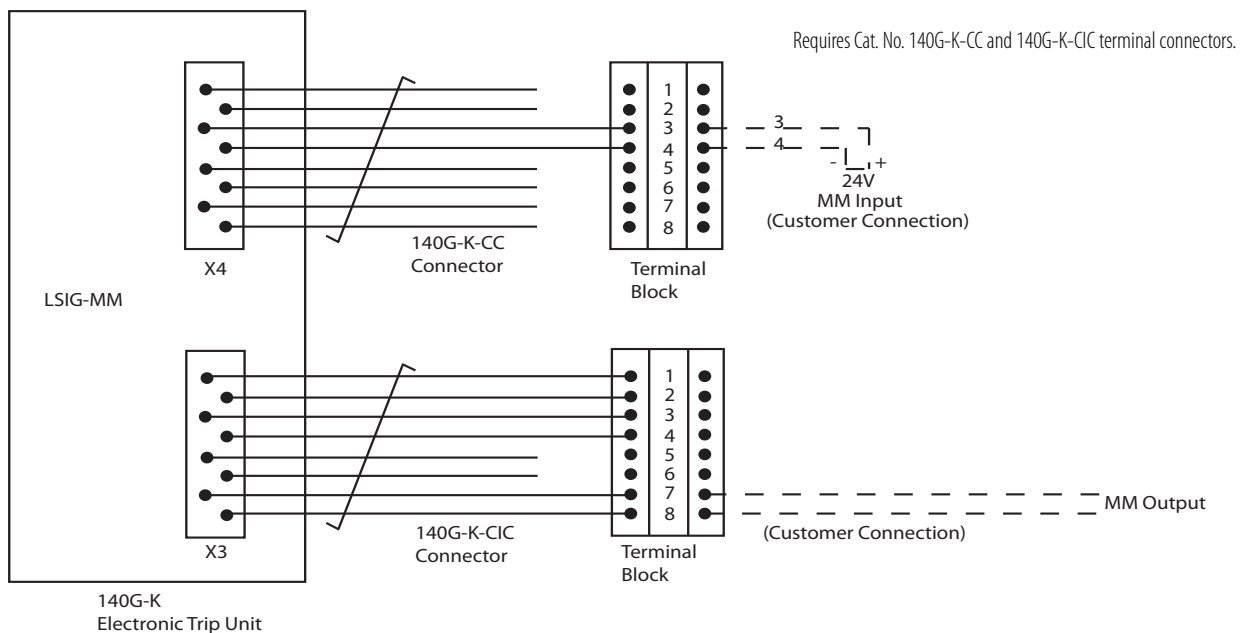 Requires Cat. No. 140G-K-CC and 140G-K-CIC terminal connectors.
1
2
3
4
5
6
7
8
3
4
- +
24V
MM Input
(Customer Connection)
140G-K-CC
Connector
X4
Terminal
Block
LSIG-MM
1
2
3
4
5
6
7
8
MM Output
(Customer Connection)
140G-K-CIC
Connector
X3
Terminal
Block
140G-K
Electronic Trip Unit